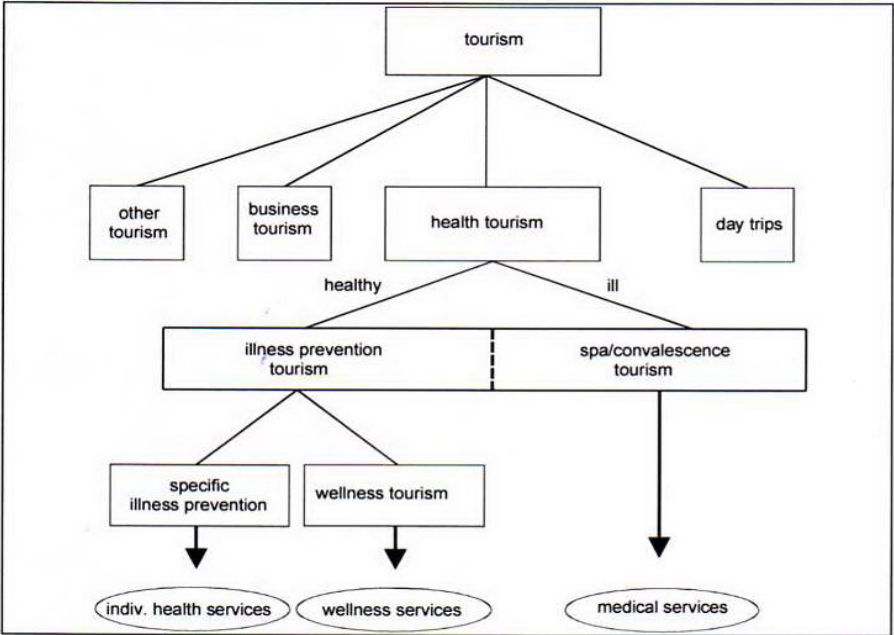 tourism
other
tourism
business
tourism
health tourism
day trips
healthy
ill
illness prevention
tourism
spa/convalescence
tourism
specific
illness prevention
wellness tourism
indiv. health services
wellness services
medical services